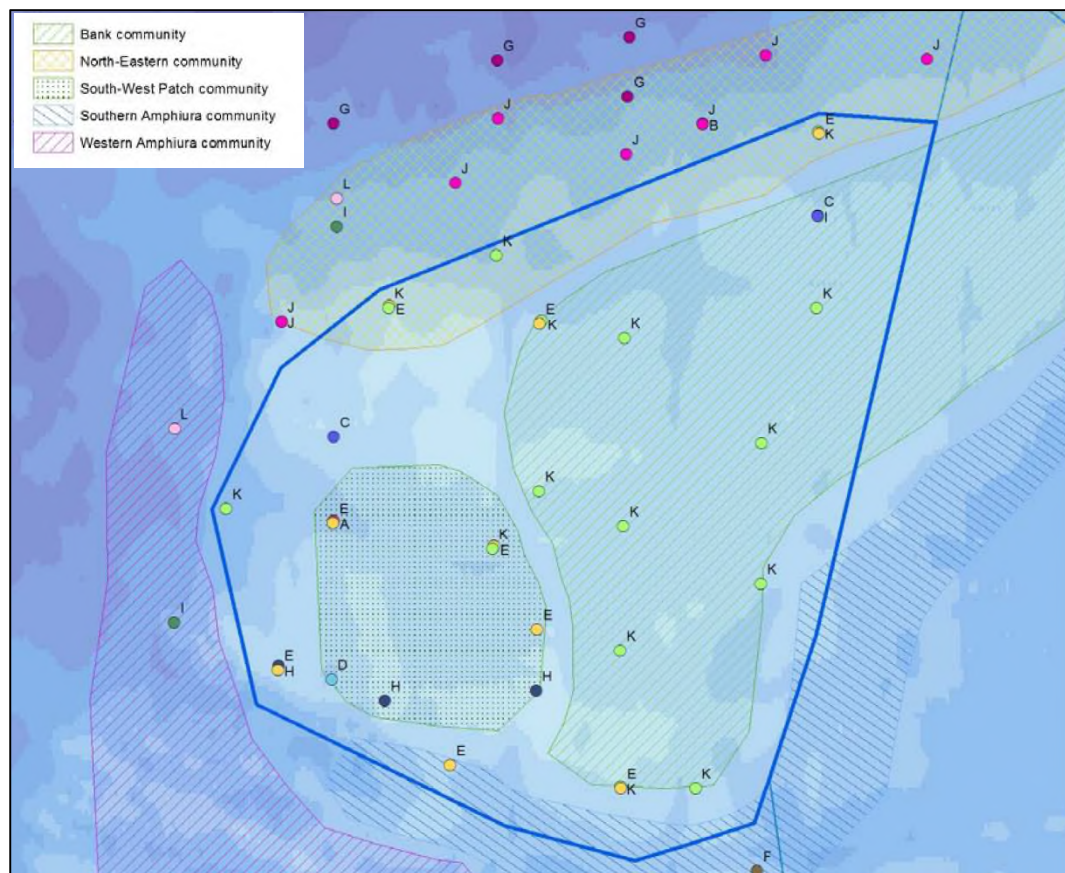 Bank community
North-Eastern community
South-West Patch community
Southern Amphiura community
Western Amphiura community
G
G
J
J
G
J
G
J
B
E
K
J
J
L
I
C
I
K
K
E
K
J
J
E
K
K
L
C
K
K
K
E
A
K
K
E
K
I
E
K
E
H
D
H
H
E
E
K
K
F